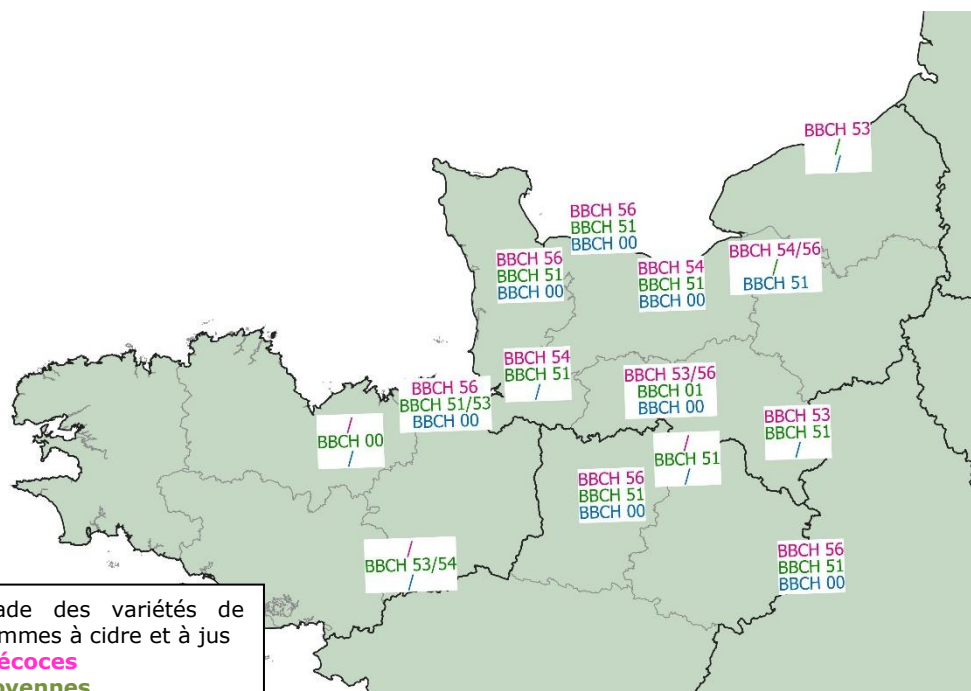 BBCH 53
/
/
BBCH 56
BBCH 51
BBCH 00
BBCH 54/56
/
BBCH 51
BBCH 56
BBCH 51
BBCH 00
BBCH 54
BBCH 51
BBCH 00
BBCH 54
BBCH 51
/
BBCH 53/56
BBCH 01
BBCH 00
BBCH 56
BBCH 51/53
BBCH 00
BBCH 53
BBCH 51
/
/
BBCH 00
/
/
BBCH 51
/
BBCH 56
BBCH 51
BBCH 00
/
BBCH 53/54
/
BBCH 56
BBCH 51
BBCH 00
ade des variétés de
mmes à cidre et à jus
écoces
oyennes